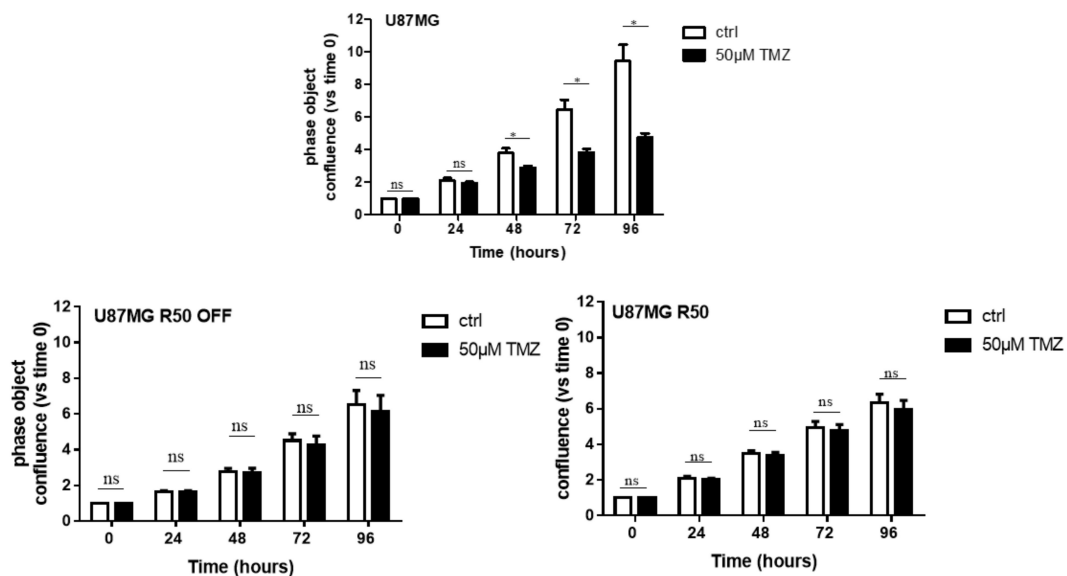 U87MG
phase object
confluence (vs time 0)
12
10
8
6
4
2
0
ns
ns
*
*
*
0 24 48 72 96
Time (hours)
ctrl
50µM TMZ
U87MG R50 OFF
phase object
confluence (vs time 0)
12
10
8
6
4
2
0
ns
ns
ns
ns
ns
0 24 48 72 96
Time (hours)
ctrl
50µM TMZ
U87MG R50
confluence (vs time 0)
12
10
8
6
4
2
0
ns
ns
ns
ns
ns
0 24 48 72 96
Time (hours)
ctrl
50µM TMZ